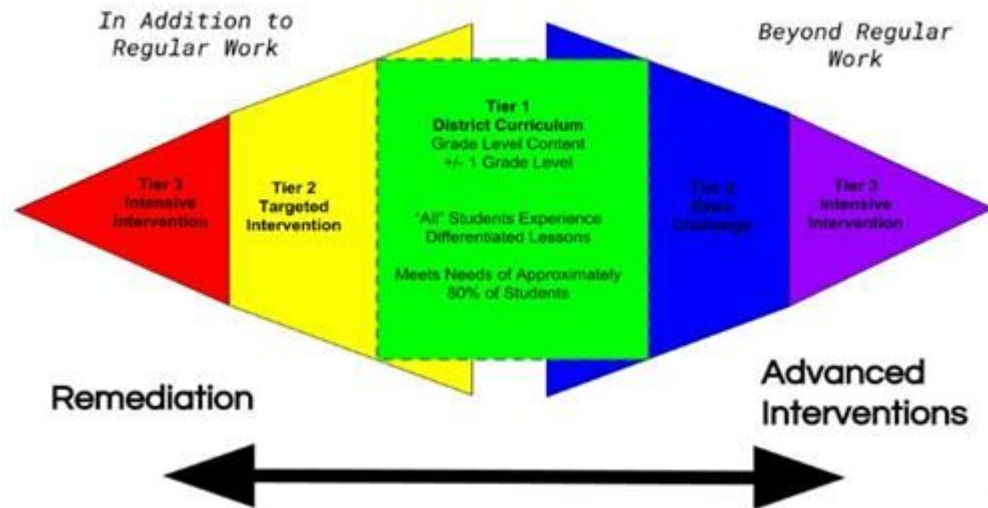 In Addition to
Regular Work
Beyond Regular
Work
Tier 3
Intensive
Intervention
Tier 2
Targeted
Intervention
Tier 1
District Curriculum
Grade Level Content
+/- 1 Grade Level
"All" Students Experience
Differentiated Lessons
Meets Needs of Approximately
80% of Students
Tier 2
Extra
Challenge
Tier 3
Intensive
Intervention
Remediation
Advanced
Interventions